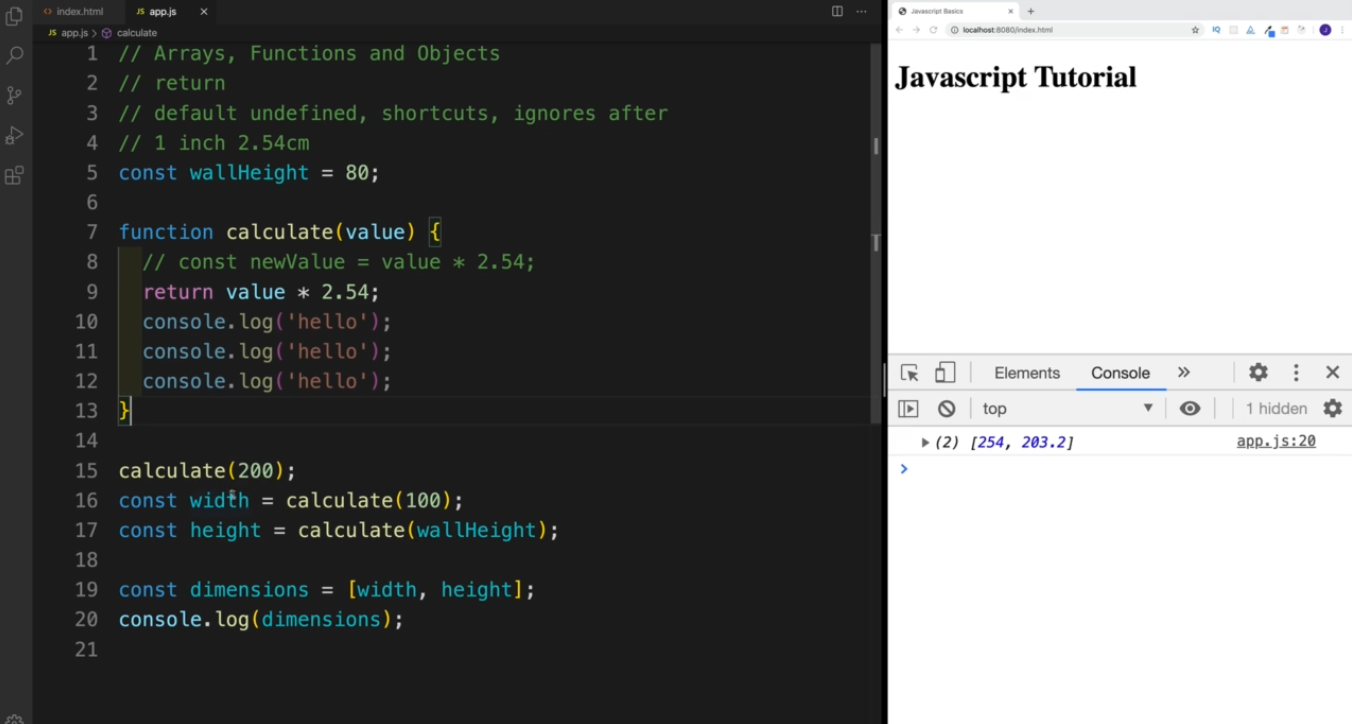 index.html
JS app.js
JS app.js > calculate
1 // Arrays, Functions and Objects
2 // return
3 // default undefined, shortcuts, ignores after
4 // 1 inch 2.54cm
5 const wallHeight = 80;
6
7 function calculate(value) {
8 // const newValue = value * 2.54;
9 return value * 2.54;
10 console.log('hello');
11 console.log('hello');
12 console.log('hello');
13 }
14
15 calculate(200);
16 const width = calculate(100);
17 const height = calculate(wallHeight);
18
19 const dimensions = [width, height];
20 console.log(dimensions);
21
Javascript Basics
localhost:8080/index.html
IQ
J
Javascript Tutorial
Elements
Console
top
1 hidden
(2) [254, 203.2]
app.js:20